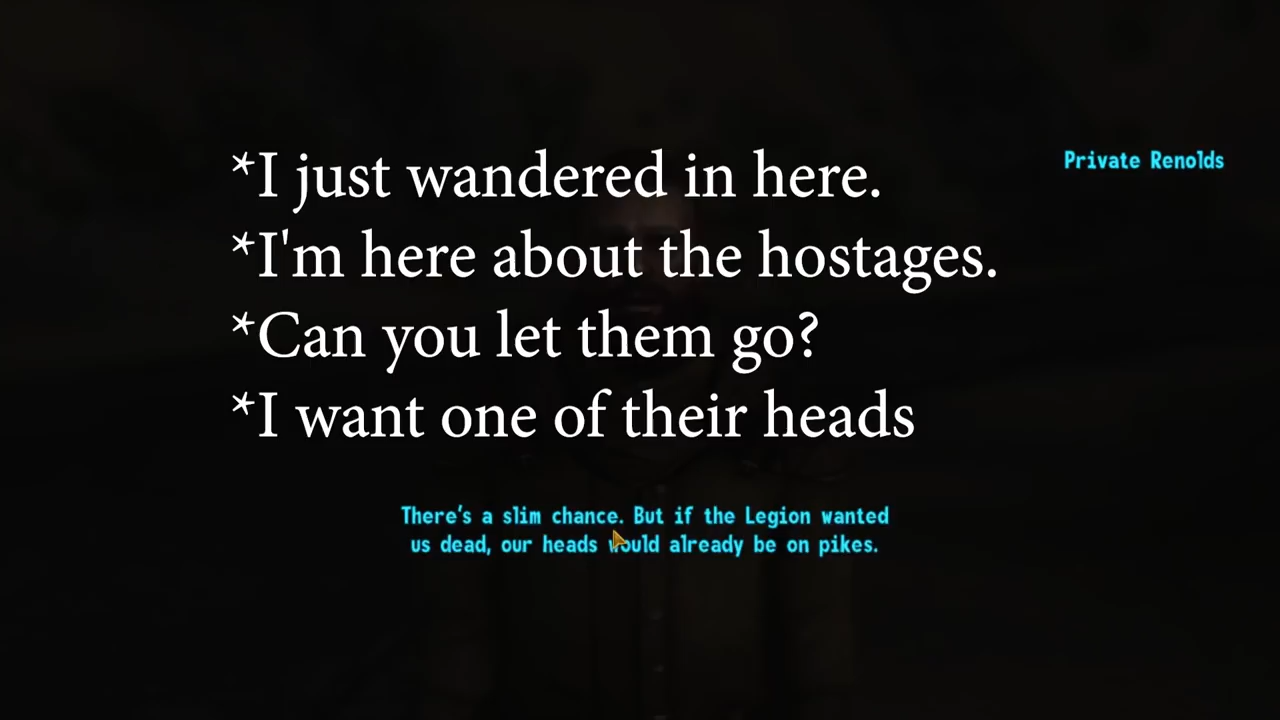 *I just wandered in here.
Private Renolds
*I'm here about the hostages.
*Can you let them go?
*I want one of their heads
There's a slim chance. But if the Legion wanted
us dead, our heads would already be on pikes.